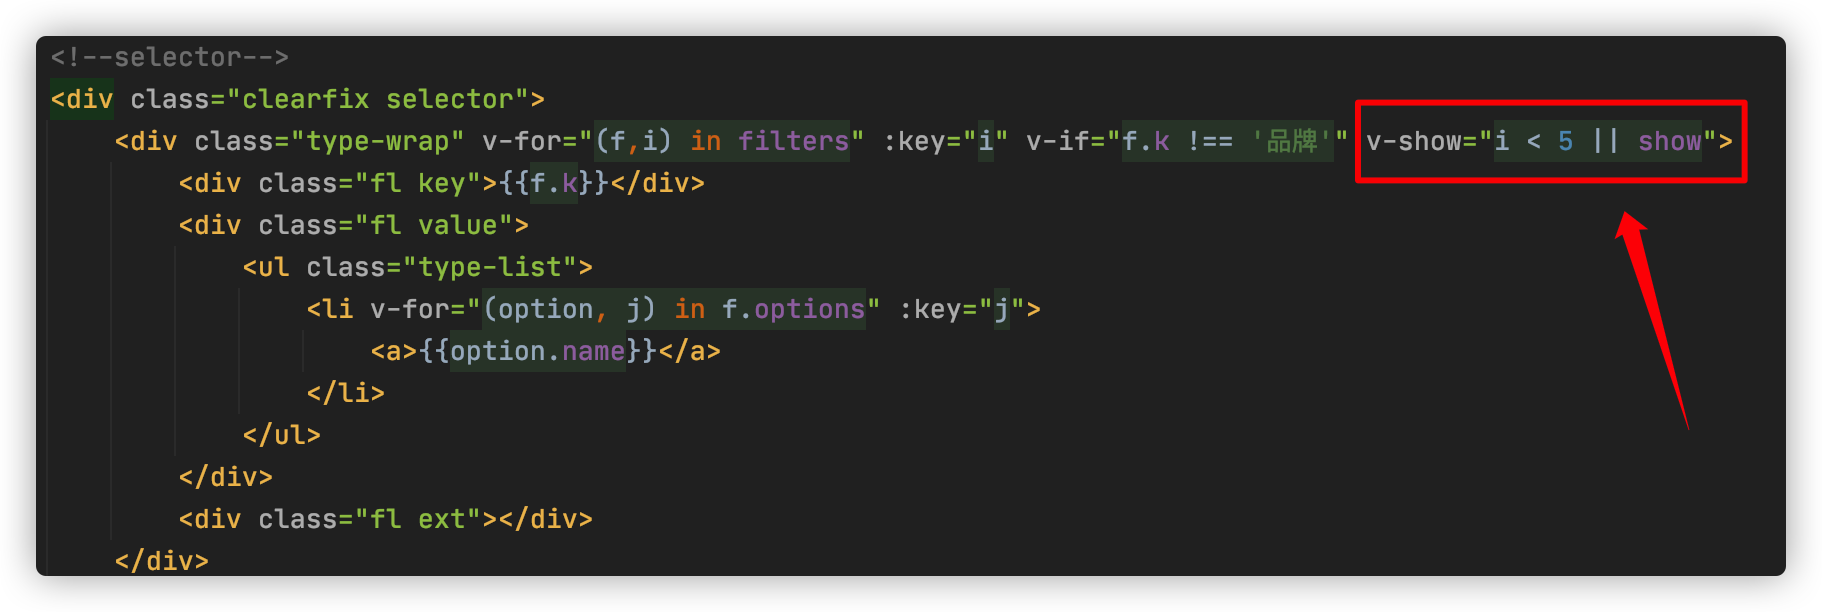 <!--selector-->
<div class="clearfix selector">
<div class="type-wrap" v-for="(f,i) in filters" :key="i" v-if="f.k !== '品牌'" v-show="i < 5 || show">
<div class="fl key">{{f.k}}</div>
<div class="fl value">
<ul class="type-list">
<li v-for="(option, j) in f.options" :key="j">
<a>{{option.name}}</a>
</li>
</ul>
</div>
<div class="fl ext"></div>
</div>